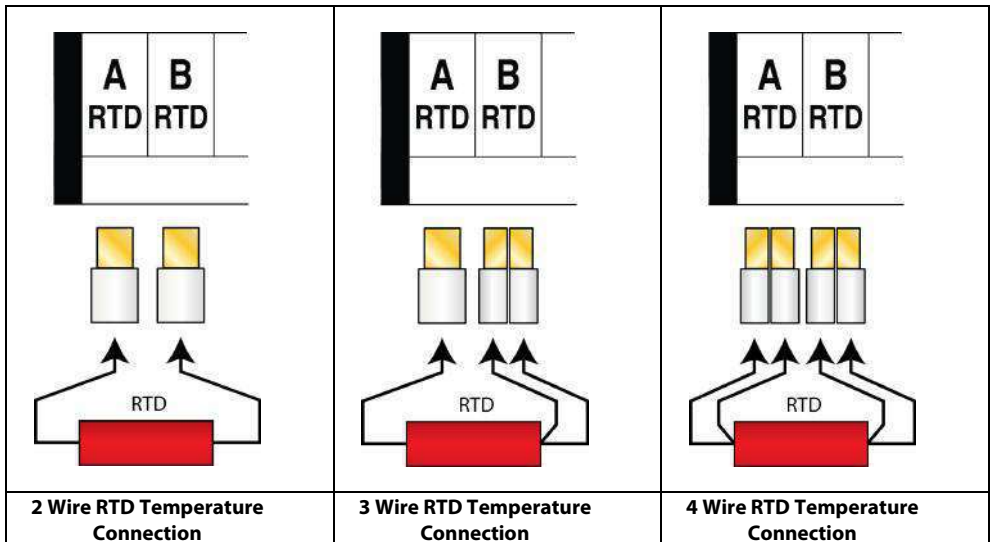 A B
RTD RTD
RTD
2 Wire RTD Temperature
Connection
A B
RTD RTD
RTD
3 Wire RTD Temperature
Connection
A B
RTD RTD
RTD
4 Wire RTD Temperature
Connection